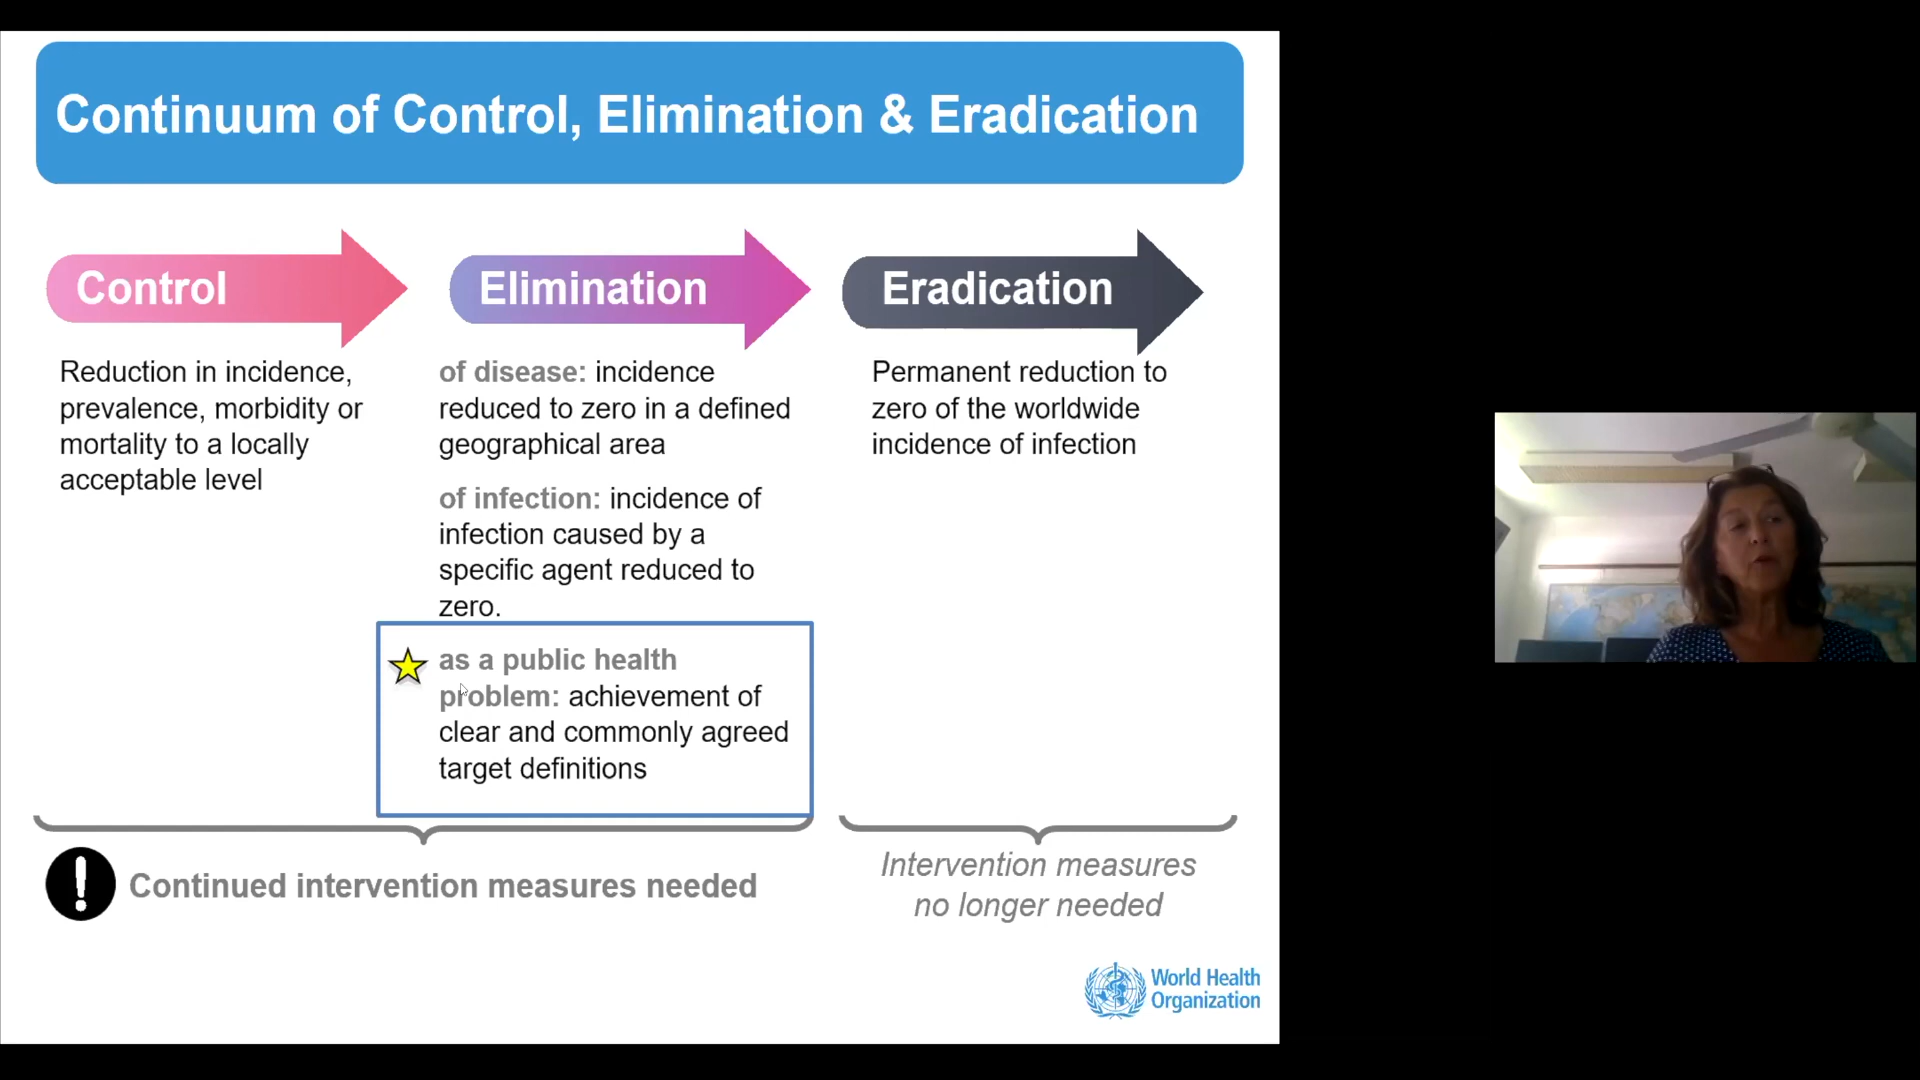 Continuum of Control, Elimination & Eradication
Control
Reduction in incidence,
prevalence, morbidity or
mortality to a locally
acceptable level
Elimination
of disease: incidence
reduced to zero in a defined
geographical area
of infection: incidence of
infection caused by a
specific agent reduced to
zero.
as a public health
problem: achievement of
clear and commonly agreed
target definitions
Eradication
Permanent reduction to
zero of the worldwide
incidence of infection
! Continued intervention measures needed
Intervention measures
no longer needed
World Health
Organization